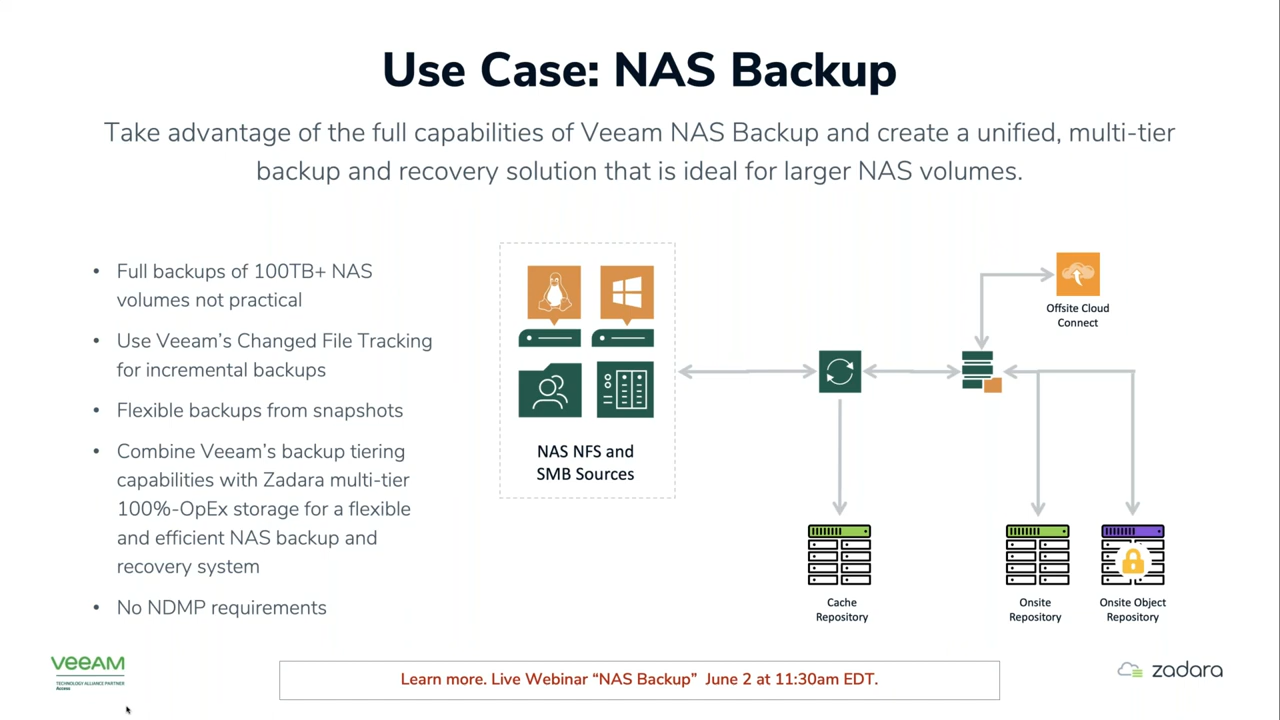 Use Case: NAS Backup
Take advantage of the full capabilities of Veeam NAS Backup and create a unified, multi-tier
backup and recovery solution that is ideal for larger NAS volumes.
• Full backups of 100TB+ NAS
volumes not practical
• Use Veeam's Changed File Tracking
for incremental backups
• Flexible backups from snapshots
• Combine Veeam's backup tiering
capabilities with Zadara multi-tier
100%-OpEx storage for a flexible
and efficient NAS backup and
recovery system
• No NDMP requirements
NAS NFS and
SMB Sources
Offsite Cloud
Connect
Cache
Repository
Onsite
Repository
Onsite Object
Repository
veeam
TECHNOLOGY ALLIANCE PARTNER
Access
Learn more. Live Webinar “NAS Backup” June 2 at 11:30am EDT.
zadara